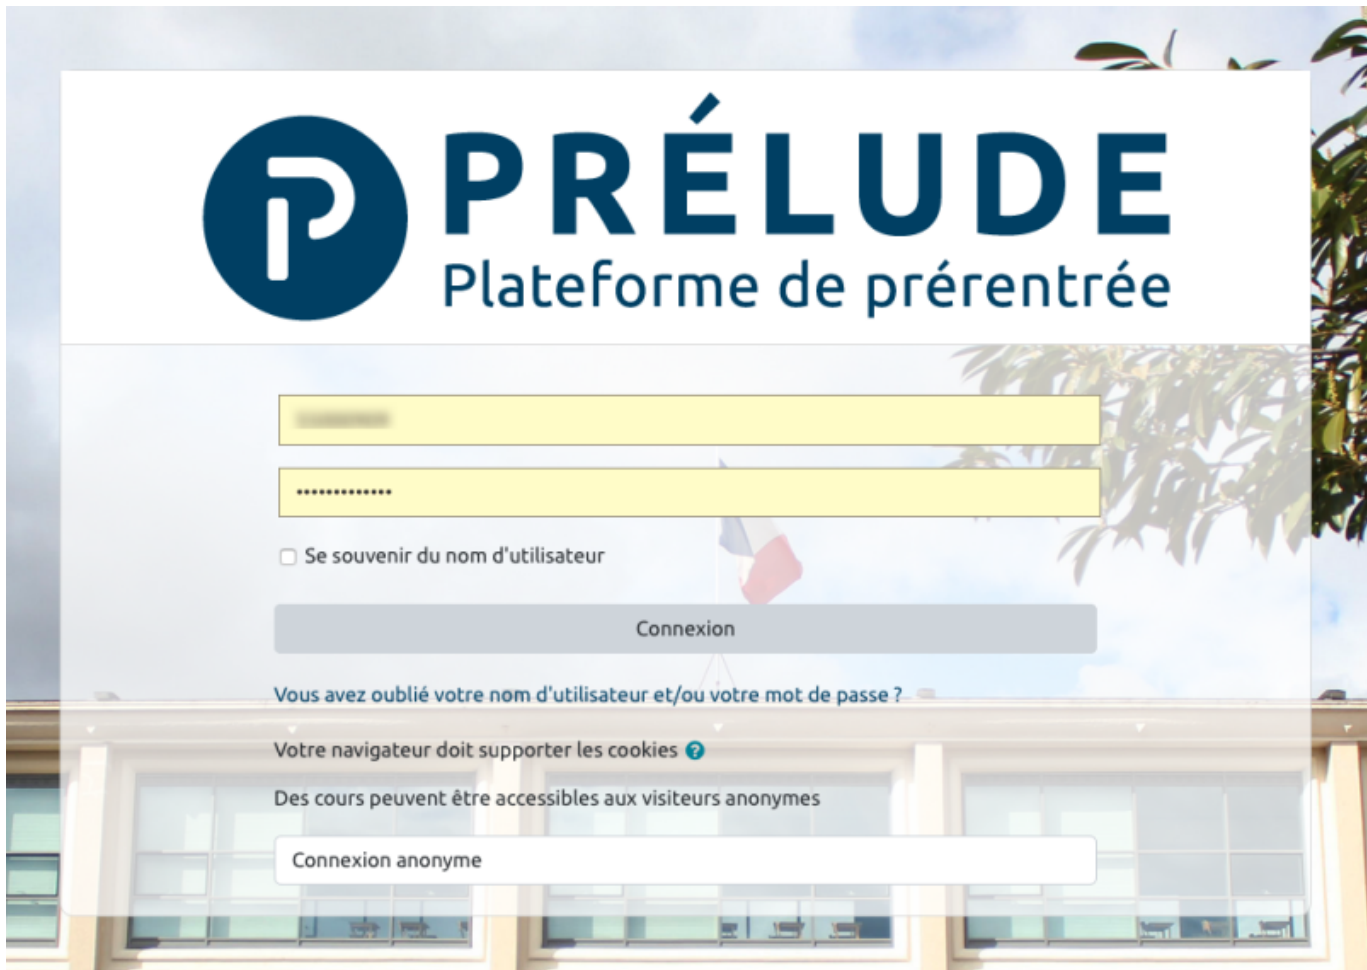 PRÉLUDE
Plateforme de prérentrée
Se souvenir du nom d'utilisateur
Connexion
Vous avez oublié votre nom d'utilisateur et/ou votre mot de passe ?
Votre navigateur doit supporter les cookies ?
Des cours peuvent être accessibles aux visiteurs anonymes
Connexion anonyme